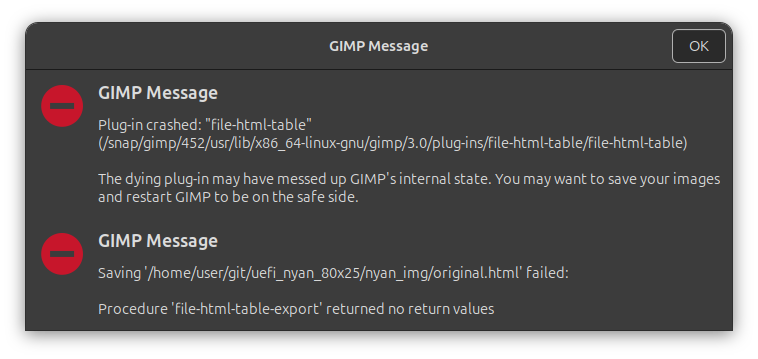 GIMP Message
OK
GIMP Message
Plug-in crashed: "file-html-table"
(/snap/gimp/452/usr/lib/x86_64-linux-gnu/gimp/3.0/plug-ins/file-html-table/file-html-table)
The dying plug-in may have messed up GIMP's internal state. You may want to save your images
and restart GIMP to be on the safe side.
GIMP Message
Saving '/home/user/git/uefi_nyan_80x25/nyan_img/original.html' failed:
Procedure 'file-html-table-export' returned no return values